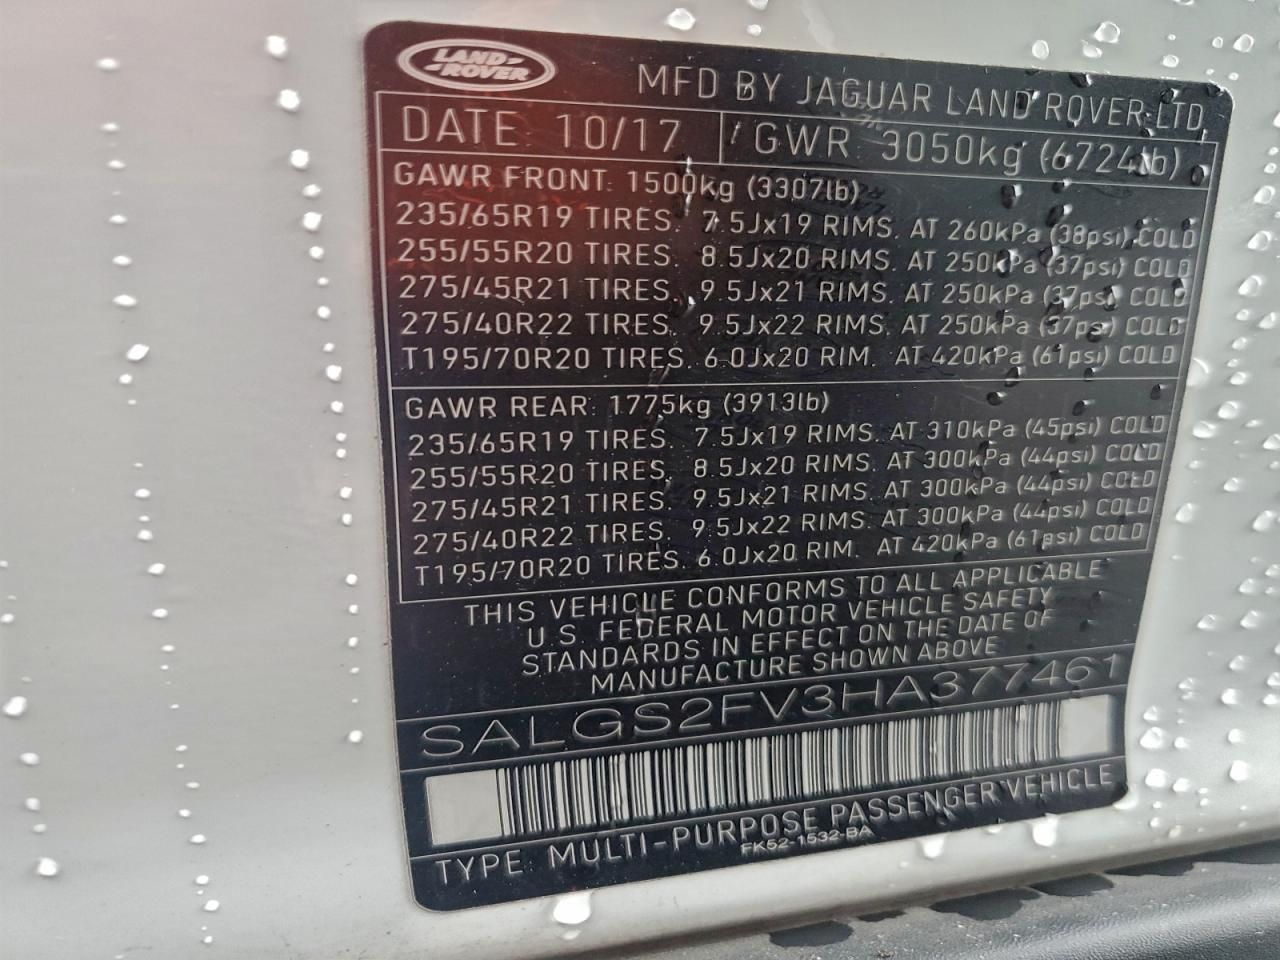 LAND ROVER
MFD BY JAGUAR LAND ROVER LTD
DATE 10/17 / GWR 3050kg (6724lb)
GAWR FRONT: 1500kg (3307lb)
235/65R19 TIRES. 7.5Jx19 RIMS. AT 260kPa (38psi) COLD
255/55R20 TIRES. 8.5Jx20 RIMS. AT 250kPa (37psi) COLD
275/45R21 TIRES. 9.5Jx21 RIMS. AT 250kPa (37psi) COLD
275/40R22 TIRES. 9.5Jx22 RIMS. AT 250kPa (37psi) COLD
T195/70R20 TIRES. 6.0Jx20 RIM. AT 420kPa (61psi) COLD
GAWR REAR: 1775kg (3913lb)
235/65R19 TIRES. 7.5Jx19 RIMS. AT 310kPa (45psi) COLD
255/55R20 TIRES. 8.5Jx20 RIMS. AT 300kPa (44psi) COLD
275/45R21 TIRES. 9.5Jx21 RIMS. AT 300kPa (44psi) COLD
275/40R22 TIRES. 9.5Jx22 RIMS. AT 300kPa (44psi) COLD
T195/70R20 TIRES. 6.0Jx20 RIM. AT 420kPa (61psi) COLD
THIS VEHICLE CONFORMS TO ALL APPLICABLE
U.S. FEDERAL MOTOR VEHICLE SAFETY
STANDARDS IN EFFECT ON THE DATE OF
MANUFACTURE SHOWN ABOVE
SALGS2FV3HA377461
TYPE: MULTI-PURPOSE PASSENGER VEHICLE
FK52-1532-BA